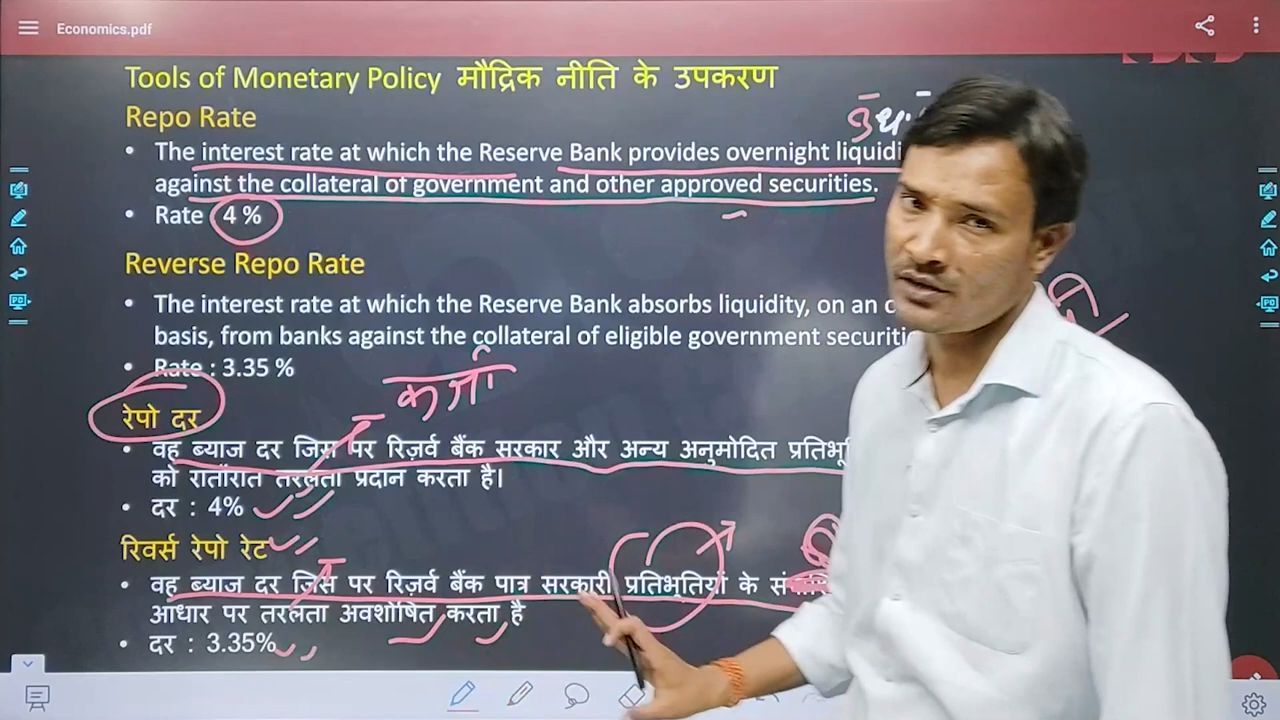 Economics.pdf
Tools of Monetary Policy मौद्रिक नीति के उपकरण
Repo Rate
• The interest rate at which the Reserve Bank provides overnight
against the collateral of government and other approved securities.
• Rate 4 %
Reverse Repo Rate
• The interest rate at which the Reserve Bank absorbs liquidity, on an
basis, from banks against the collateral of eligible government
• Rate : 3.35 %
कर्जा
रेपो दर
• वह ब्याज दर जिस पर रिज़र्व बैंक सरकार और अन्य अनुमोदित
को रातोंरात तरलता प्रदान करता है।
• दर : 4%
रिवर्स रेपो रेट
• वह ब्याज दर जिस पर रिज़र्व बैंक पात्र सरकारी प्रतिभूतियों के
आधार पर तरलता अवशोषित करता है
• दर : 3.35%